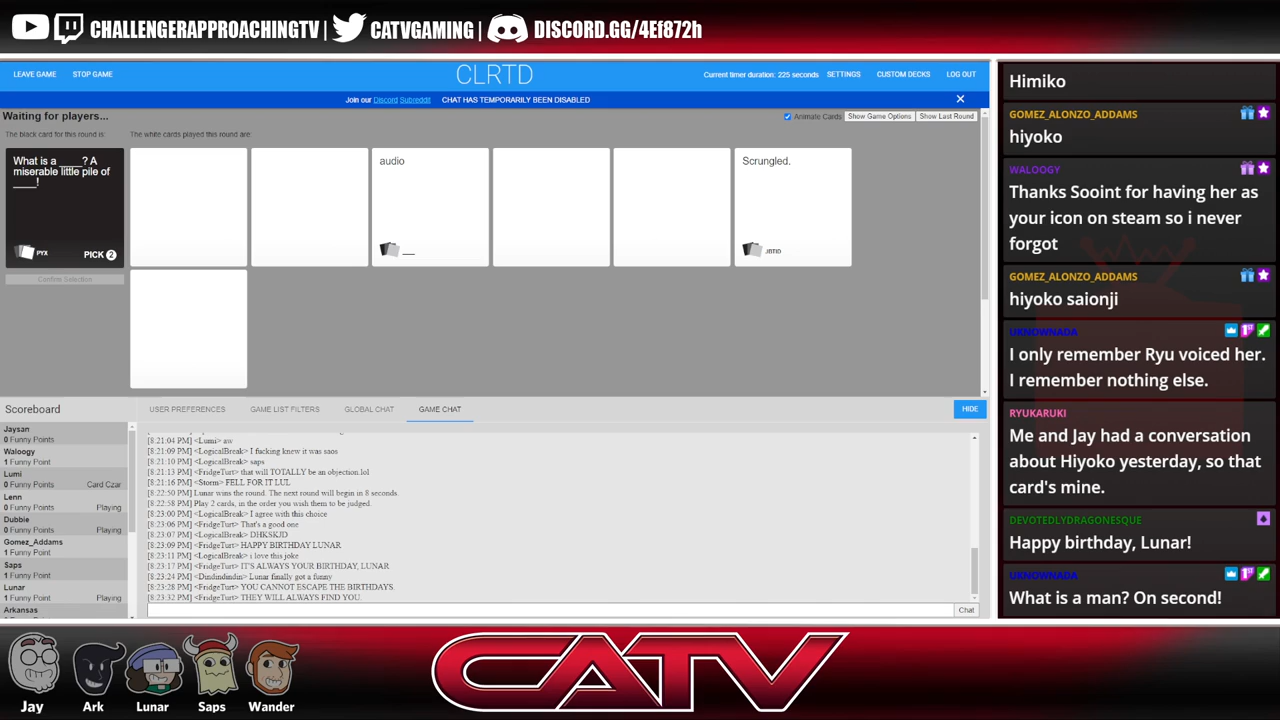 CHALLENGERAPPROACHINGTV | CATVGAMING | DISCORD.GG/4Ef872h
LEAVE GAME STOP GAME CLRTD Current timer duration: 225 seconds SETTINGS CUSTOM DECKS LOG OUT
Join our Discord Subreddit CHAT HAS TEMPORARILY BEEN DISABLED
Waiting for players...
Animate Cards Show Game Options Show Last Round
The black card for this round is: The white cards played this round are:
What is a ____? A
miserable little pile of
____!
PYX PICK 2
audio
Scrungled.
Confirm Selection
Scoreboard
Jaysan
0 Funny Points
Waloogy
1 Funny Point
Lumi
0 Funny Points Card Czar
Lenn
0 Funny Points Playing
Dubbie
0 Funny Points Playing
Gomez_Addams
0 Funny Points
Saps
1 Funny Point
Lunar
1 Funny Point Playing
Arkansas
USER PREFERENCES GAME LIST FILTERS GLOBAL CHAT GAME CHAT HIDE
[8:21:04 PM] <Lumi> aw
[8:21:09 PM] <LogicalBreak> I fucking knew it was saos
[8:21:10 PM] <LogicalBreak> saps
[8:21:13 PM] <FridgeTurt> that will TOTALLY be an objection.lol
[8:21:16 PM] <Storm> FELL FOR IT LUL
[8:22:50 PM] Lunar wins the round. The next round will begin in 8 seconds.
[8:22:58 PM] Play 2 cards, in the order you wish them to be judged.
[8:23:00 PM] <LogicalBreak> I agree with this choice
[8:23:06 PM] <FridgeTurt> That's a good one
[8:23:07 PM] <LogicalBreak> DHKSKJD
[8:23:09 PM] <FridgeTurt> HAPPY BIRTHDAY LUNAR
[8:23:11 PM] <LogicalBreak> i love this joke
[8:23:17 PM] <FridgeTurt> IT'S ALWAYS YOUR BIRTHDAY, LUNAR
[8:23:24 PM] <Dindindindin> Lunar finally got a funny
[8:23:28 PM] <FridgeTurt> YOU CANNOT ESCAPE THE BIRTHDAYS.
[8:23:32 PM] <FridgeTurt> THEY WILL ALWAYS FIND YOU.
Chat
Himiko
GOMEZ_ALONZO_ADDAMS
hiyoko
WALOOGY
Thanks Sooint for having her as
your icon on steam so i never
forgot
GOMEZ_ALONZO_ADDAMS
hiyoko saionji
UKNOWNADA
I only remember Ryu voiced her.
I remember nothing else.
RYUKARUKI
Me and Jay had a conversation
about Hiyoko yesterday, so that
card's mine.
DEVOTEDLYDRAGONESQUE
Happy birthday, Lunar!
UKNOWNADA
What is a man? On second!
Jay Ark Lunar Saps Wander
CATV